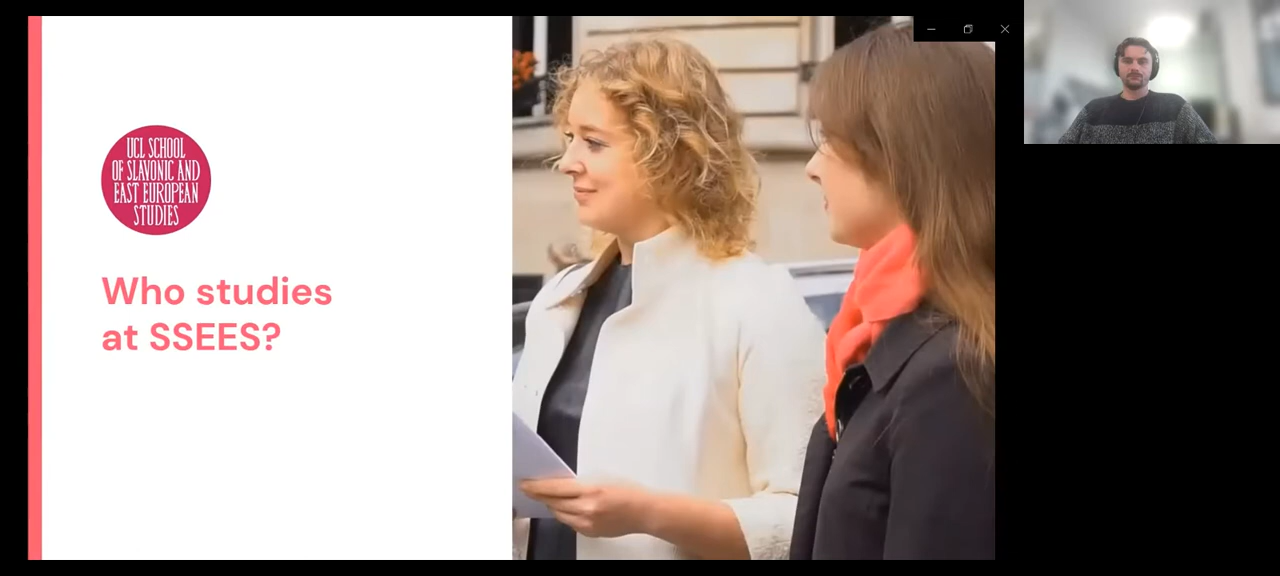 UCL SCHOOL
OF SLAVONIC AND
EAST EUROPEAN
STUDIES
Who studies
at SSEES?